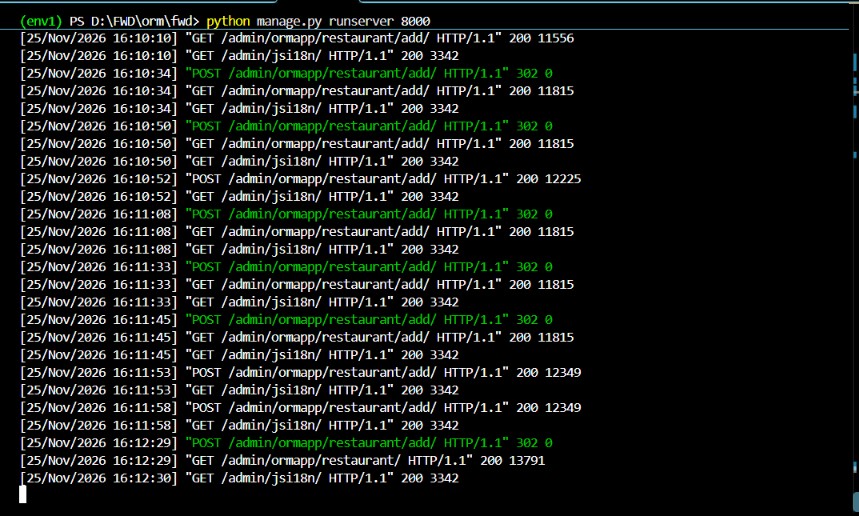 (env1) PS D:\FWD\orm\fwd> python manage.py runserver 8000
[25/Nov/2026 16:10:10] "GET /admin/ormapp/restaurant/add/ HTTP/1.1" 200 11556
[25/Nov/2026 16:10:10] "GET /admin/jsi18n/ HTTP/1.1" 200 3342
[25/Nov/2026 16:10:34] "POST /admin/ormapp/restaurant/add/ HTTP/1.1" 302 0
[25/Nov/2026 16:10:34] "GET /admin/ormapp/restaurant/add/ HTTP/1.1" 200 11815
[25/Nov/2026 16:10:34] "GET /admin/jsi18n/ HTTP/1.1" 200 3342
[25/Nov/2026 16:10:50] "POST /admin/ormapp/restaurant/add/ HTTP/1.1" 302 0
[25/Nov/2026 16:10:50] "GET /admin/ormapp/restaurant/add/ HTTP/1.1" 200 11815
[25/Nov/2026 16:10:50] "GET /admin/jsi18n/ HTTP/1.1" 200 3342
[25/Nov/2026 16:10:52] "POST /admin/ormapp/restaurant/add/ HTTP/1.1" 200 12225
[25/Nov/2026 16:10:52] "GET /admin/jsi18n/ HTTP/1.1" 200 3342
[25/Nov/2026 16:11:08] "POST /admin/ormapp/restaurant/add/ HTTP/1.1" 302 0
[25/Nov/2026 16:11:08] "GET /admin/ormapp/restaurant/add/ HTTP/1.1" 200 11815
[25/Nov/2026 16:11:08] "GET /admin/jsi18n/ HTTP/1.1" 200 3342
[25/Nov/2026 16:11:33] "POST /admin/ormapp/restaurant/add/ HTTP/1.1" 302 0
[25/Nov/2026 16:11:33] "GET /admin/ormapp/restaurant/add/ HTTP/1.1" 200 11815
[25/Nov/2026 16:11:33] "GET /admin/jsi18n/ HTTP/1.1" 200 3342
[25/Nov/2026 16:11:45] "POST /admin/ormapp/restaurant/add/ HTTP/1.1" 302 0
[25/Nov/2026 16:11:45] "GET /admin/ormapp/restaurant/add/ HTTP/1.1" 200 11815
[25/Nov/2026 16:11:45] "GET /admin/jsi18n/ HTTP/1.1" 200 3342
[25/Nov/2026 16:11:53] "POST /admin/ormapp/restaurant/add/ HTTP/1.1" 200 12349
[25/Nov/2026 16:11:53] "GET /admin/jsi18n/ HTTP/1.1" 200 3342
[25/Nov/2026 16:11:58] "POST /admin/ormapp/restaurant/add/ HTTP/1.1" 200 12349
[25/Nov/2026 16:11:58] "GET /admin/jsi18n/ HTTP/1.1" 200 3342
[25/Nov/2026 16:12:29] "POST /admin/ormapp/restaurant/add/ HTTP/1.1" 302 0
[25/Nov/2026 16:12:29] "GET /admin/ormapp/restaurant/ HTTP/1.1" 200 13791
[25/Nov/2026 16:12:30] "GET /admin/jsi18n/ HTTP/1.1" 200 3342